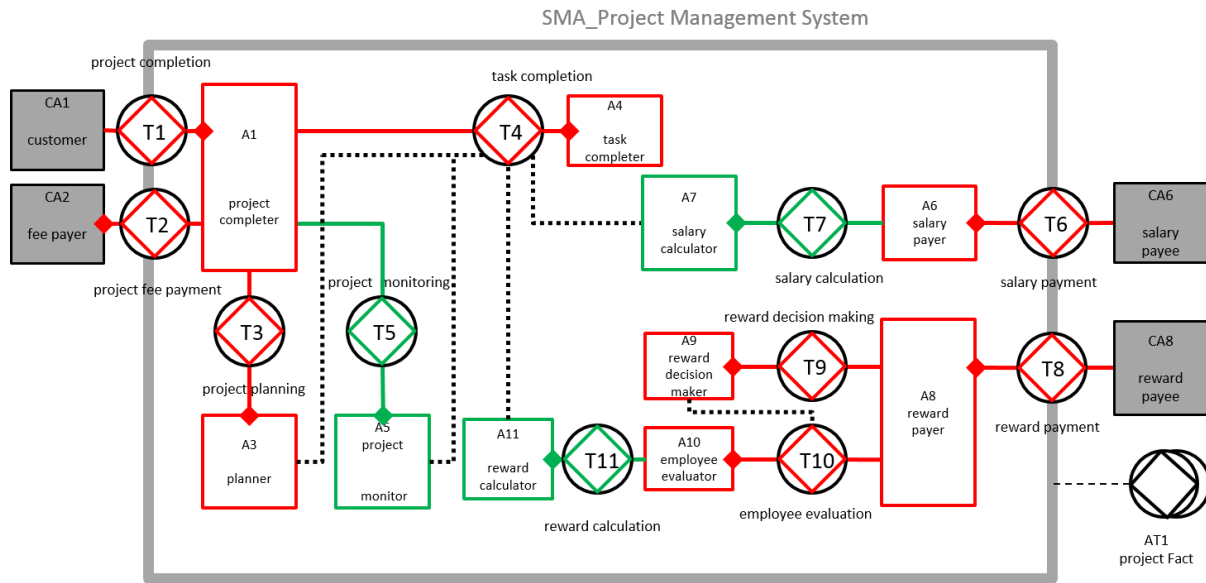 SMA_Project Management System
project completion
task completion
CA1
customer
T1
A1
project
completer
T4
A4
task
completer
CA2
fee payer
T2
project fee payment
A7
salary
calculator
T7
salary calculation
A6
salary
payer
T6
salary payment
CA6
salary
payee
T3
project planning
project monitoring
T5
reward decision making
A9
reward
decision
maker
T9
A8
reward
payer
T8
reward payment
CA8
reward
payee
A3
planner
A5
project
monitor
A11
reward
calculator
T11
reward calculation
A10
employee
evaluator
T10
employee evaluation
AT1
project Fact